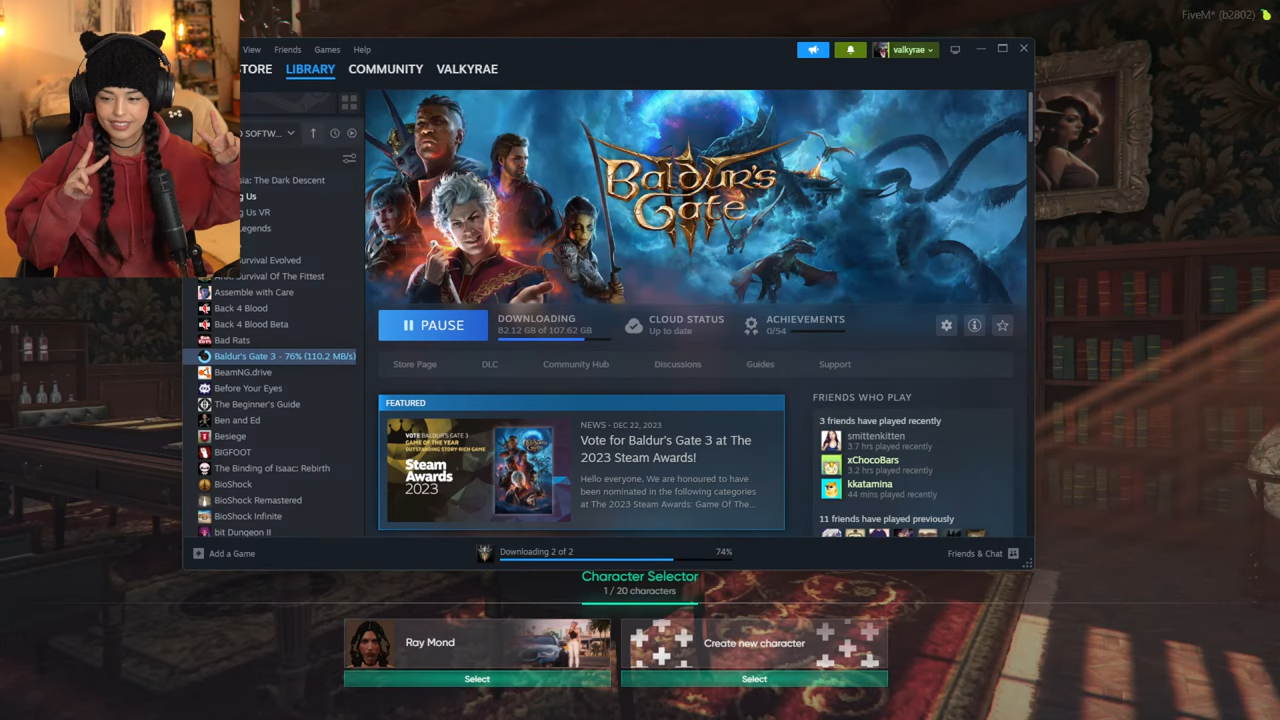 FiveM* (b2802)
View Friends Games Help
valkyrae
TORE LIBRARY COMMUNITY VALKYRAE
SOFTW...
ia: The Dark Descent
g Us
g Us VR
egends
urvival Evolved
urvival Of The Fittest
Assemble with Care
Back 4 Blood
Back 4 Blood Beta
Bad Rats
Baldur's Gate 3 - 76% (110.2 MB/s)
BeamNG.drive
Before Your Eyes
The Beginner's Guide
Ben and Ed
Besiege
BIGFOOT
The Binding of Isaac: Rebirth
BioShock
BioShock Remastered
BioShock Infinite
bit Dungeon II
Baldur's
Gate
PAUSE
DOWNLOADING
82.12 GB of 107.62 GB
CLOUD STATUS
Up to date
ACHIEVEMENTS
0/54
Store Page DLC Community Hub Discussions Guides Support
FEATURED
VOTE BALDUR'S GATE 3
GAME OF THE YEAR
OUTSTANDING STORY-RICH GAME
Steam
Awards
2023
NEWS - DEC 22, 2023
Vote for Baldur's Gate 3 at The
2023 Steam Awards!
Hello everyone, We are honoured to have
been nominated in the following categories
at The 2023 Steam Awards: Game Of The...
FRIENDS WHO PLAY
3 friends have played recently
smittenkitten
3.7 hrs played recently
xChocBars
3.2 hrs played recently
kkatamina
44 mins played recently
11 friends have played previously
Add a Game
Downloading 2 of 2 74%
Friends & Chat
Character Selector
1 / 20 characters
Ray Mond
Select
Create new character
Select